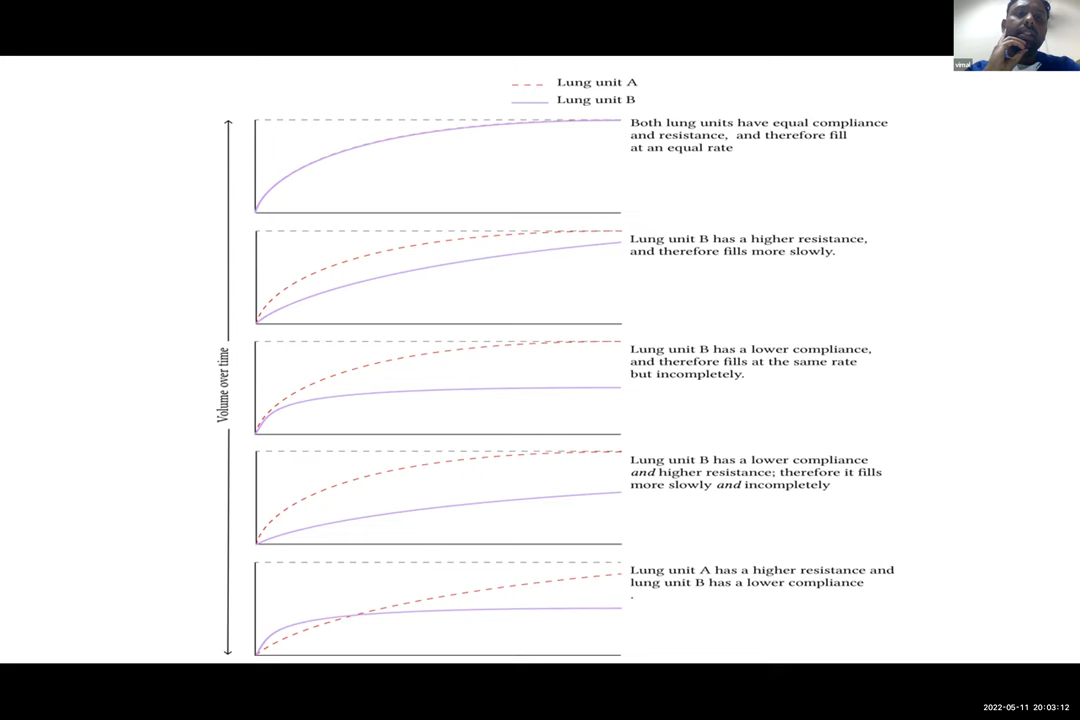 vimal
Lung unit A
Lung unit B
Both lung units have equal compliance
and resistance, and therefore fill
at an equal rate
Lung unit B has a higher resistance,
and therefore fills more slowly.
Lung unit B has a lower compliance,
and therefore fills at the same rate
but incompletely.
Volume over time
Lung unit B has a lower compliance
and higher resistance; therefore it fills
more slowly and incompletely
Lung unit A has a higher resistance and
lung unit B has a lower compliance
.
2022-05-11 20:03:12